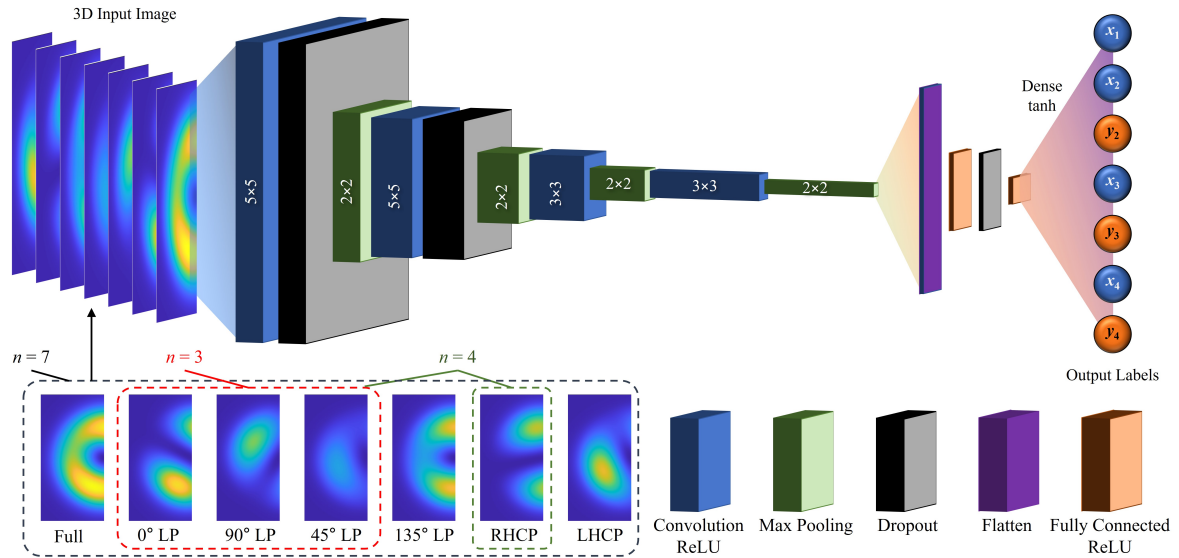 3D Input Image
5×5
2×2
5×5
2×2
3×3
2×2
3×3
2×2
Dense
tanh
x1
x2
y2
x3
y3
x4
y4
Output Labels
n = 7
n = 3
n = 4
Full
0° LP
90° LP
45° LP
135° LP
RHCP
LHCP
Convolution
ReLU
Max Pooling
Dropout
Flatten
Fully Connected
ReLU